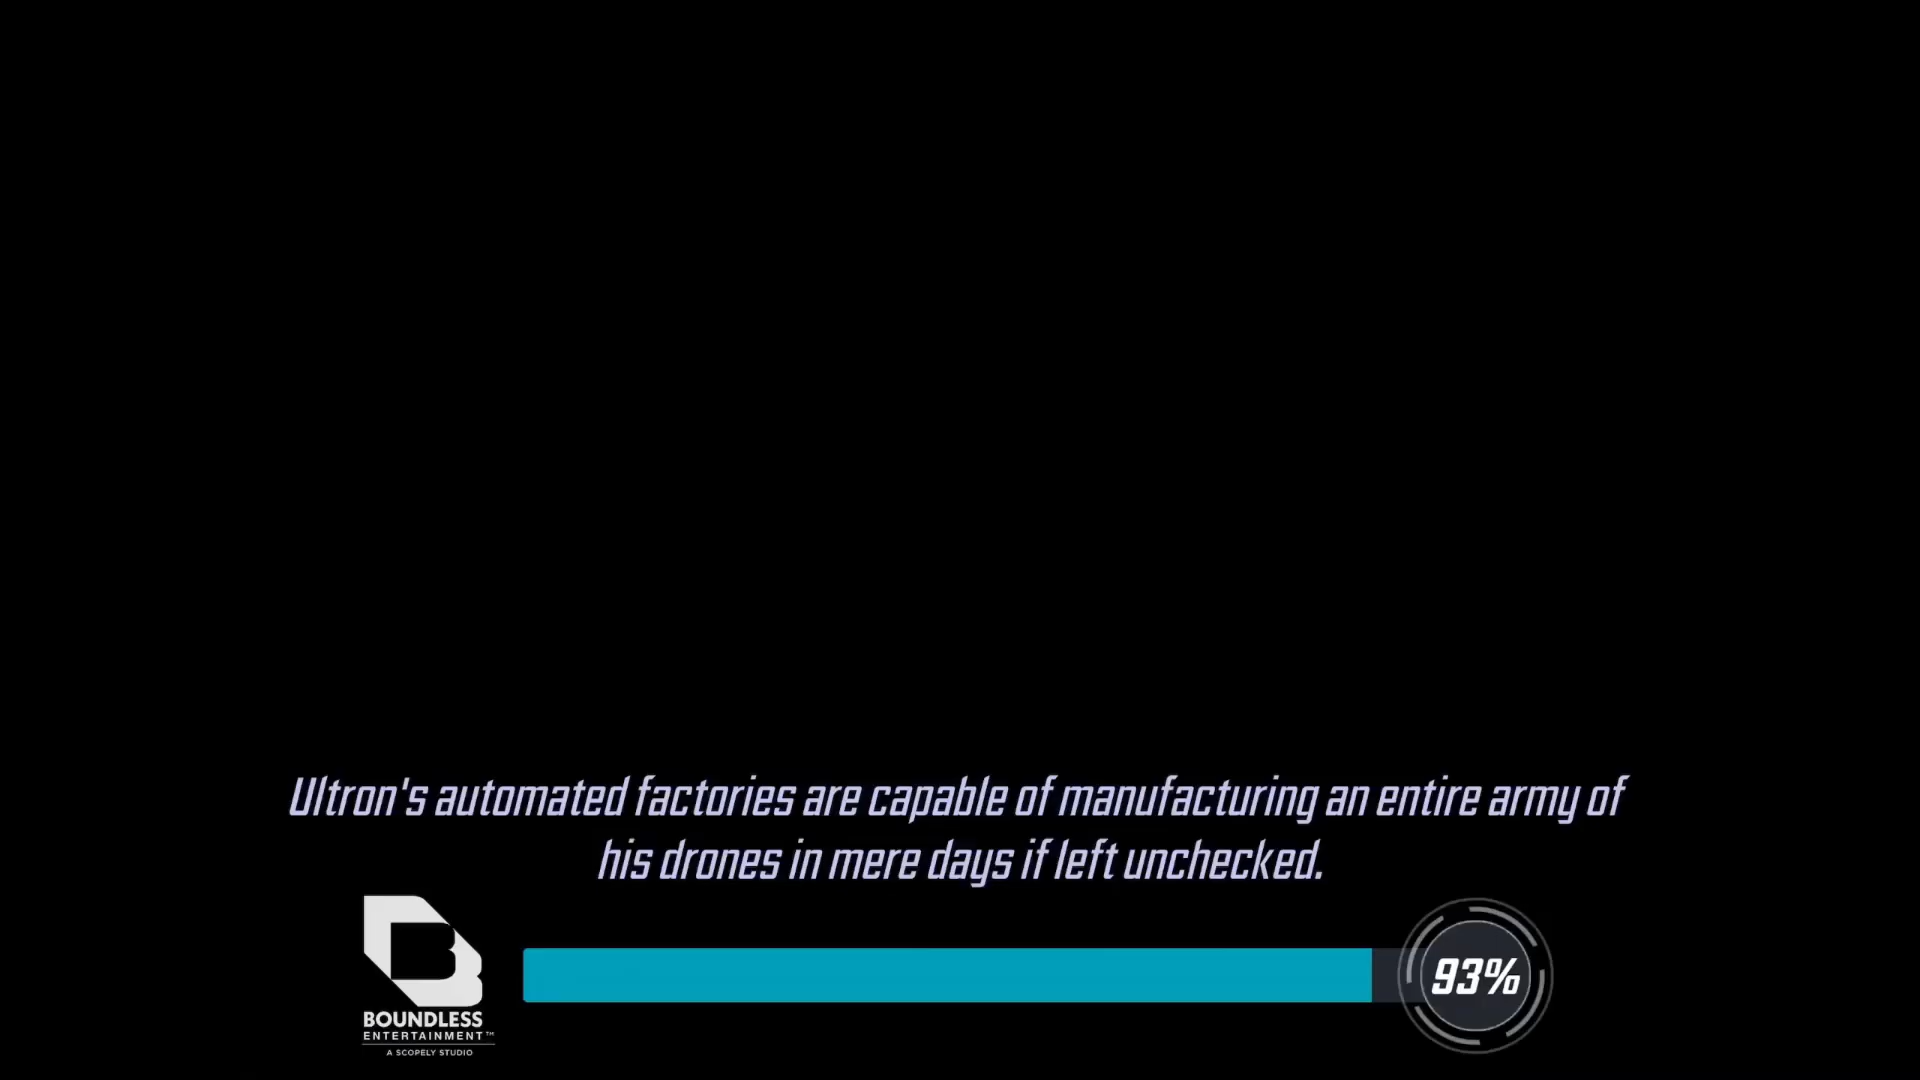 Ultron's automated factories are capable of manufacturing an entire army of
his drones in mere days if left unchecked.
93%
BOUNDLESS
ENTERTAINMENT™
A SCOPELY STUDIO